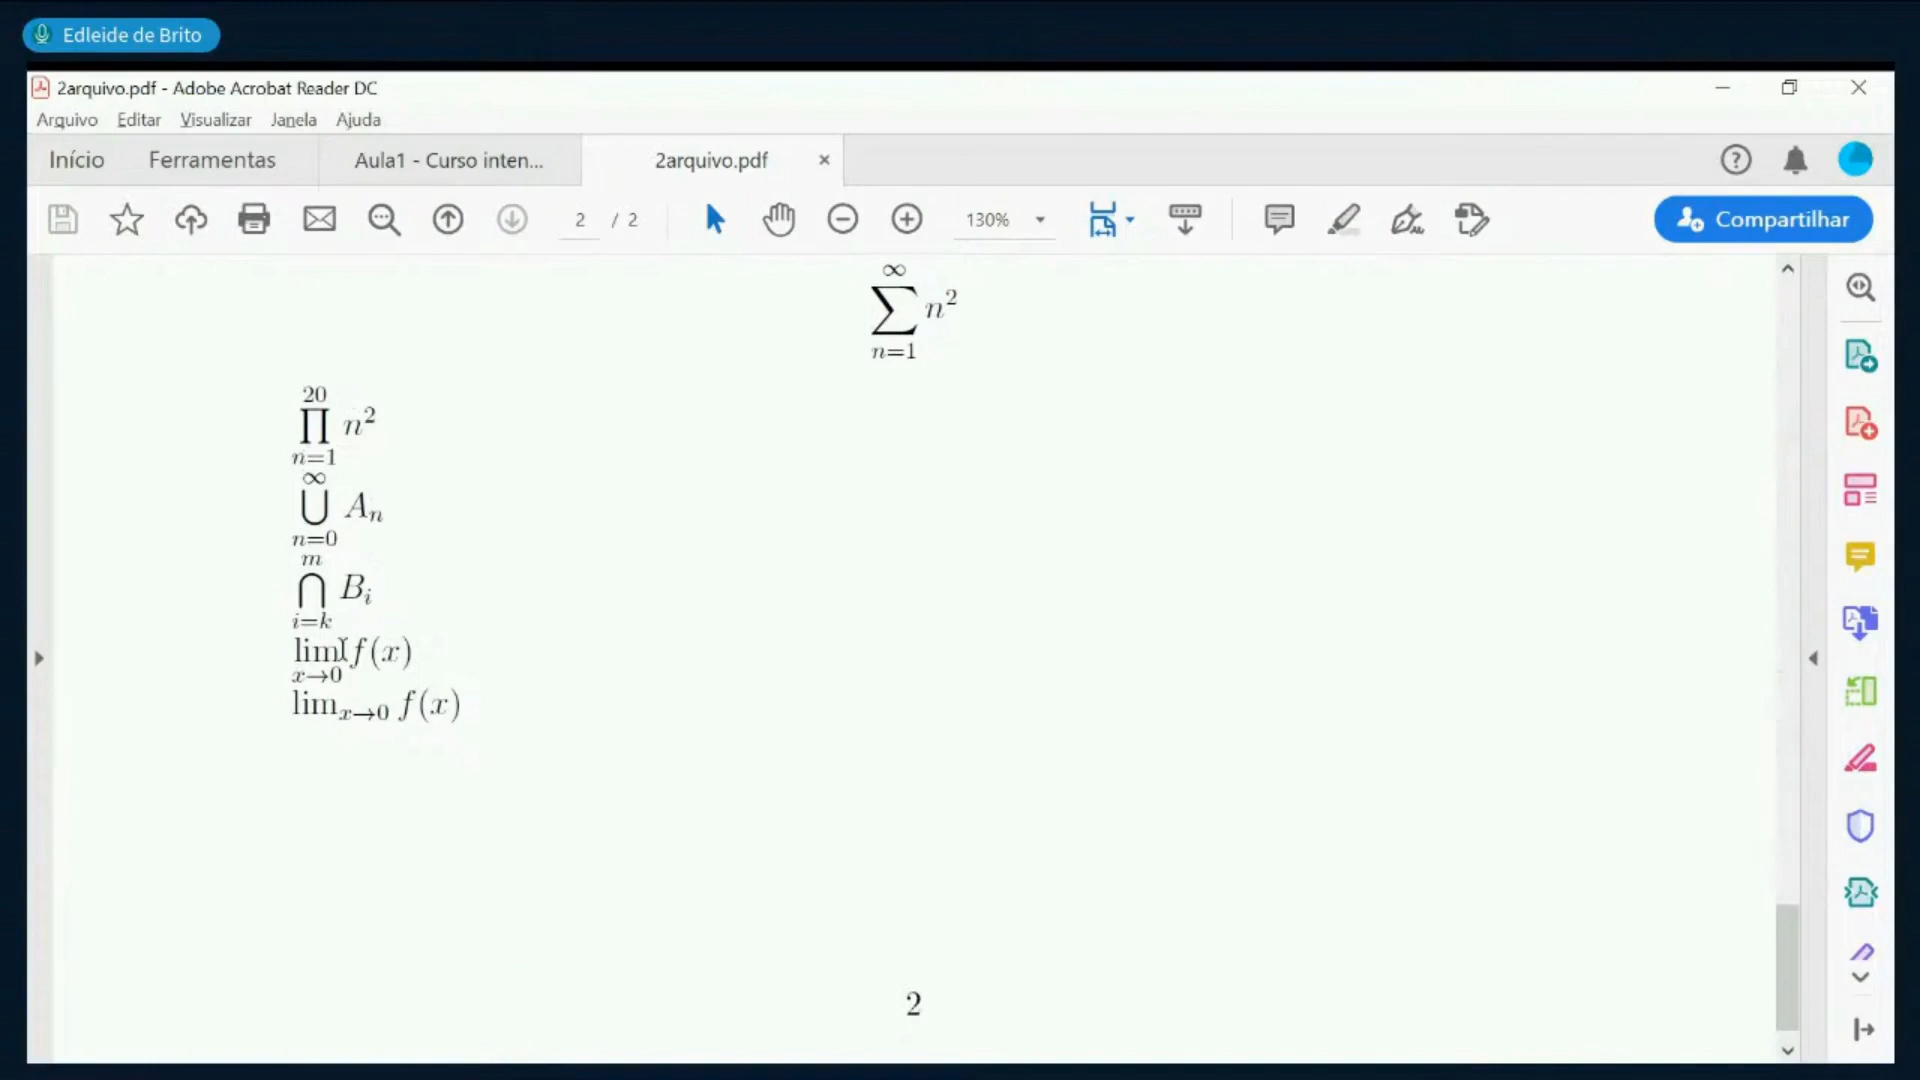 Edleide de Brito
2arquivo.pdf - Adobe Acrobat Reader DC
Arquivo Editar Visualizar Janela Ajuda
Início Ferramentas Aula1 - Curso inten... 2arquivo.pdf
2 / 2 130% Compartilhar
∞
∑ n²
n=1
20
∏ n²
n=1
∞
⋃ Aₙ
n=0
m
⋂ Bᵢ
i=k
lim f(x)
x→0
limₓ→₀ f(x)
2